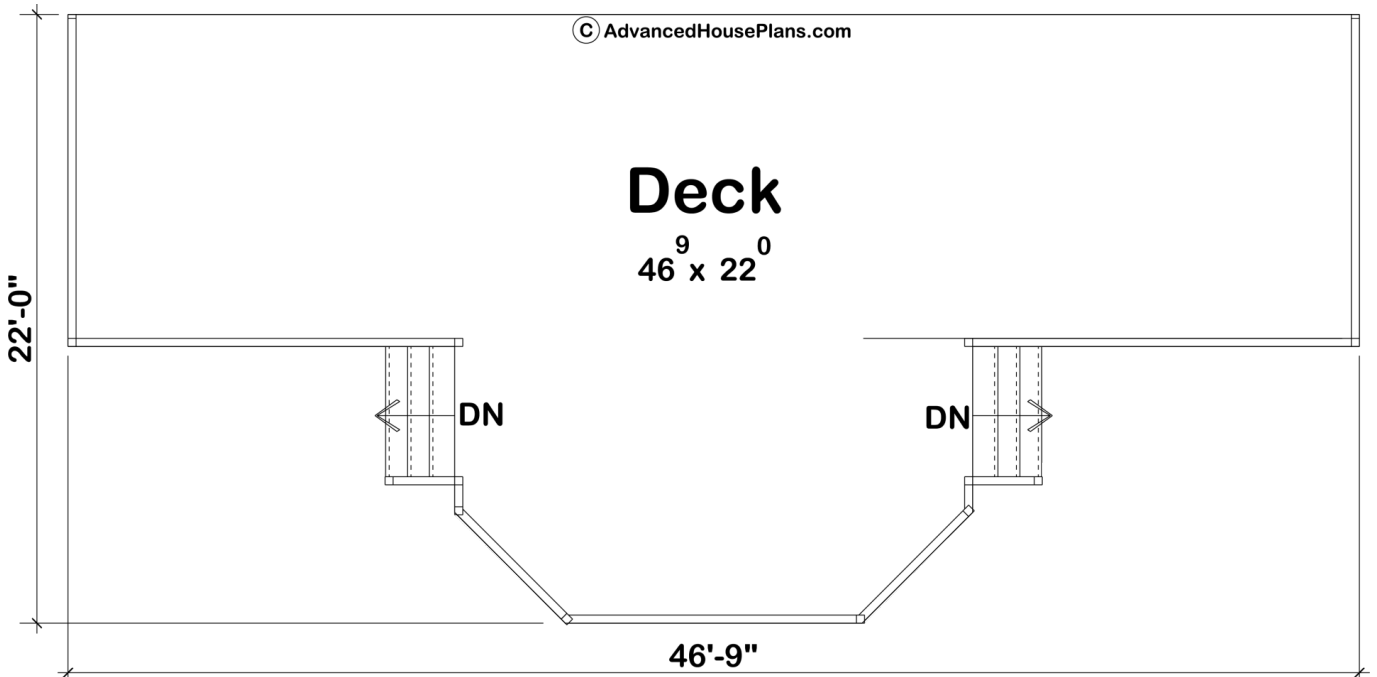 © AdvancedHousePlans.com
Deck
46⁹ x 22⁰
22'-0"
DN
DN
46'-9"